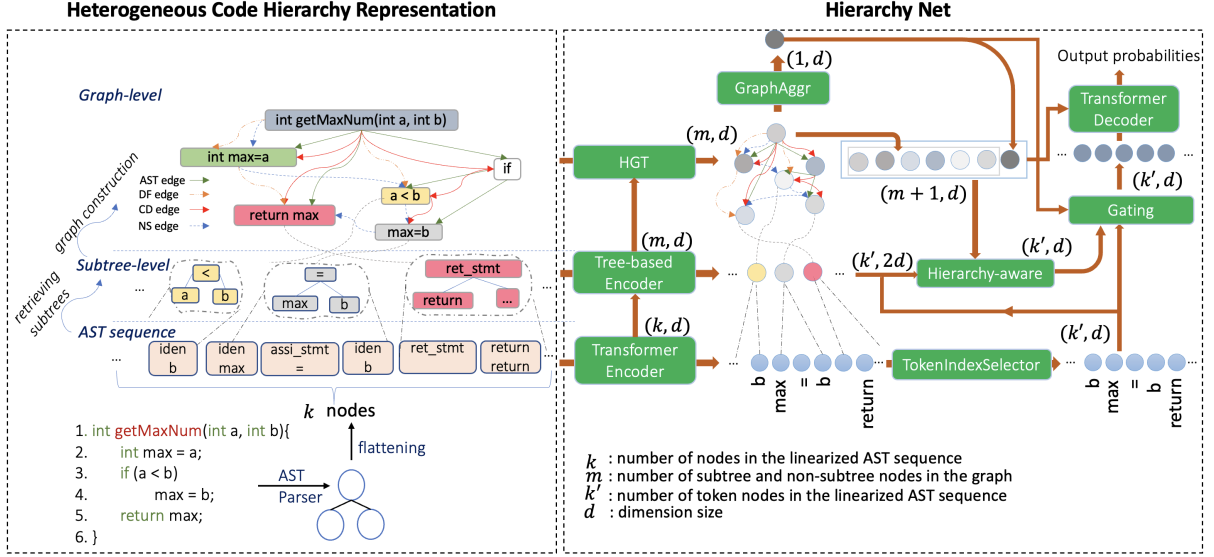 Heterogeneous Code Hierarchy Representation
Graph-level
int getMaxNum(int a, int b)
int max=a
if
AST edge
DF edge
CD edge
NS edge
a < b
return max
max=b
graph construction
Subtree-level
...
<
a
b
=
max
b
ret_stmt
return
...
...
retrieving
subtrees
AST sequence
...
iden
b
iden
max
assi_stmt
=
iden
b
ret_stmt
return
return
...
k nodes
flattening
1. int getMaxNum(int a, int b){
2. int max = a;
3. if (a < b)
4. max = b;
5. return max;
6. }
AST
Parser
Hierarchy Net
(1, d)
GraphAggr
Output probabilities
Transformer
Decoder
(m, d)
HGT
... ...
(m + 1, d)
(k′, d)
Gating
(m, d)
Tree-based
Encoder
... ...
(k′, 2d)
Hierarchy-aware
(k′, d)
(k, d)
Transformer
Encoder
(k′, d)
...
...
TokenIndexSelector
...
...
b
max
=
b
return
b
max
=
b
return
k : number of nodes in the linearized AST sequence
m : number of subtree and non-subtree nodes in the graph
k′ : number of token nodes in the linearized AST sequence
d : dimension size